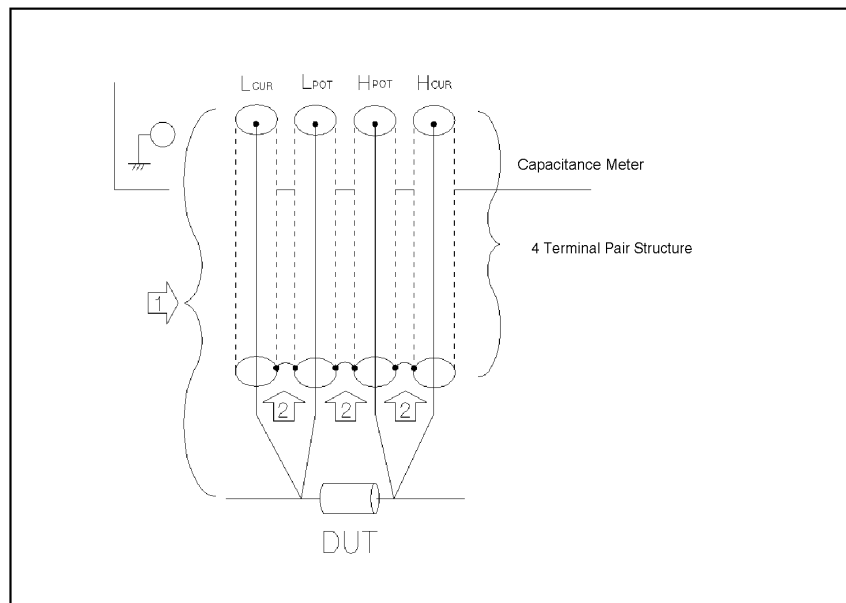 LCUR LPOT HPOT HCUR
Capacitance Meter
4 Terminal Pair Structure
1
2 2 2
DUT